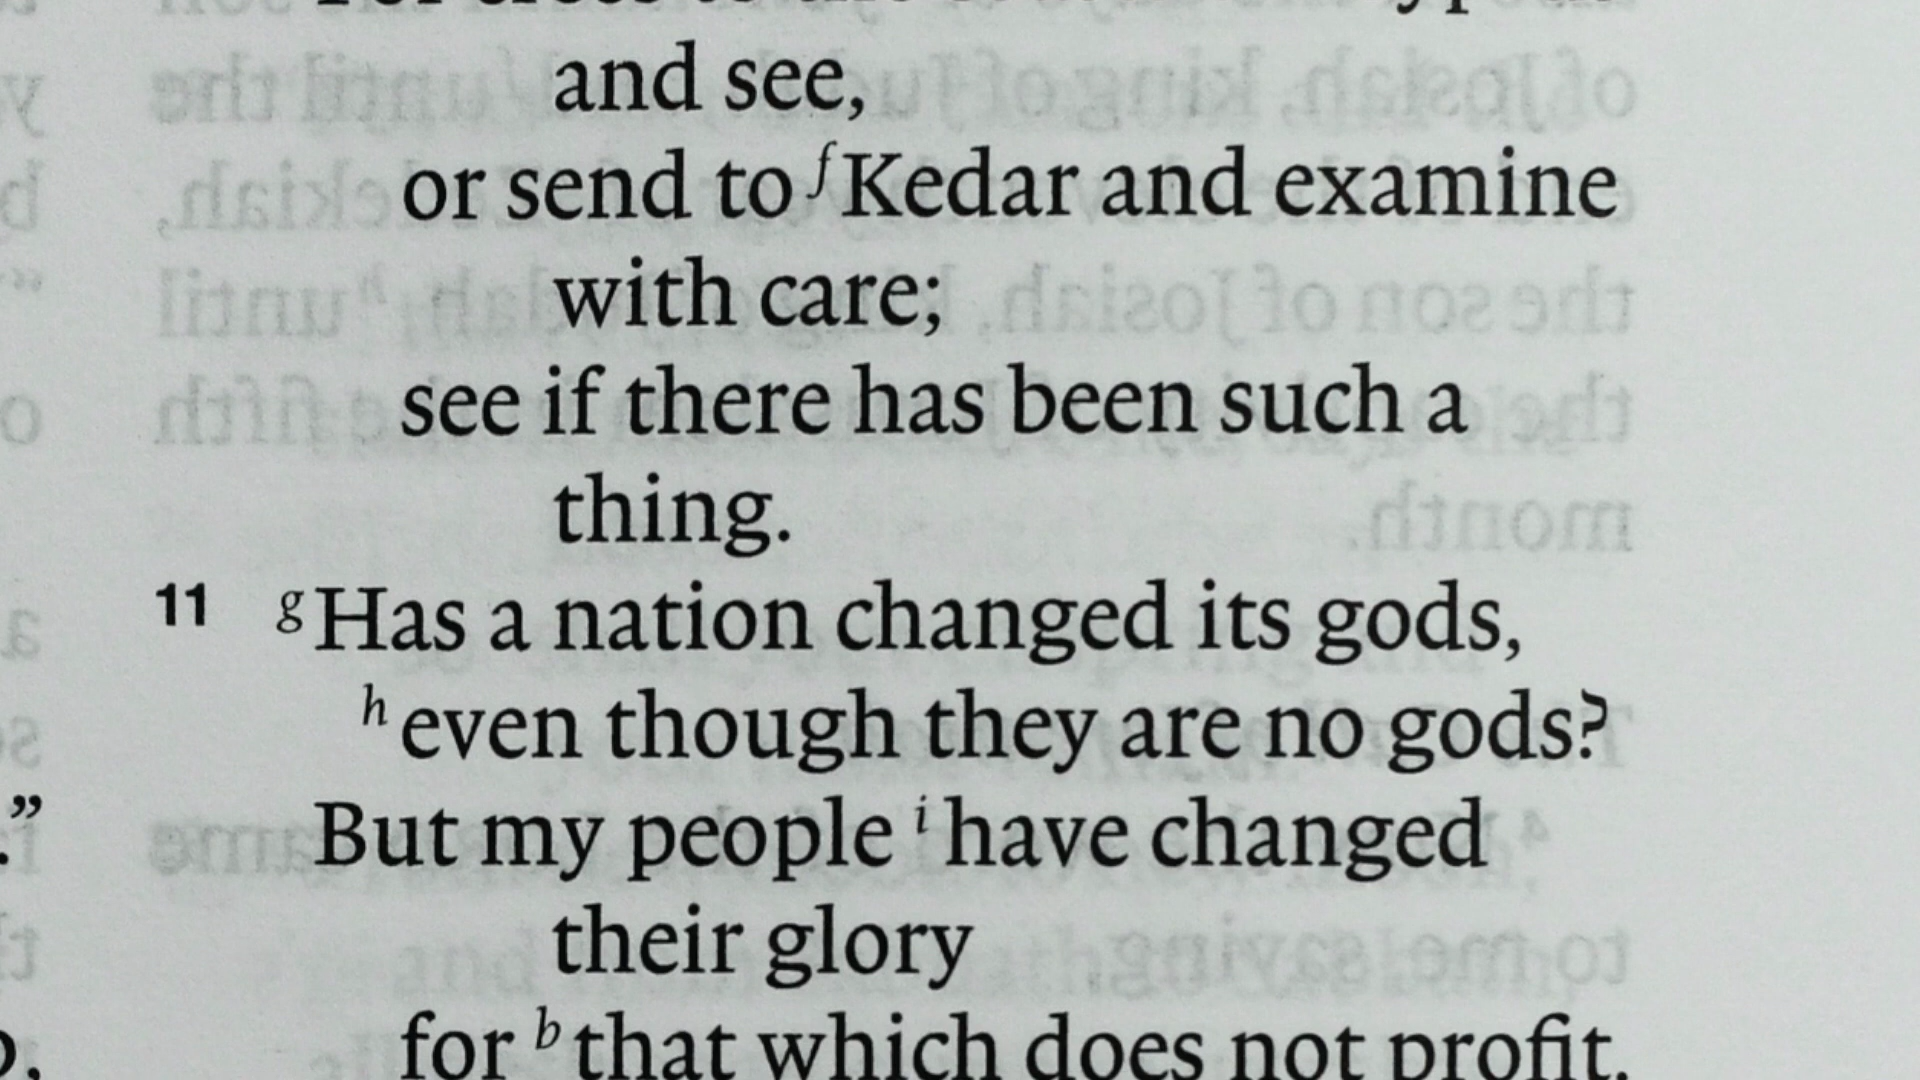 and see,
or send to f Kedar and examine
with care;
see if there has been such a
thing.
11 g Has a nation changed its gods,
h even though they are no gods?
But my people i have changed
their glory
for b that which does not profit.